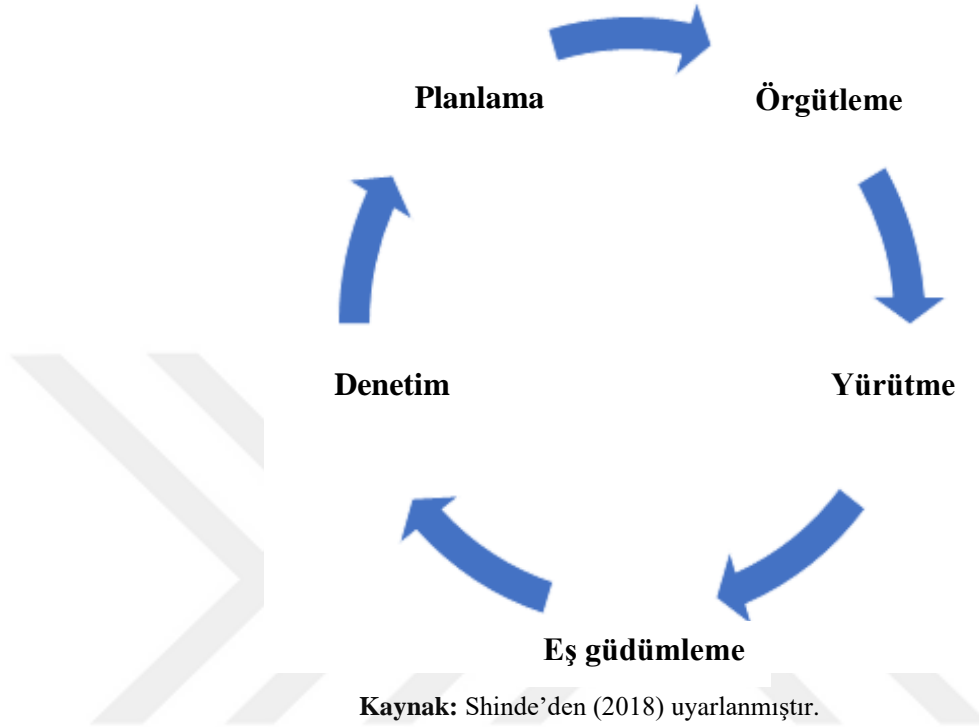 Planlama
Örgütleme
Denetim
Yürütme
Eş güdümleme
Kaynak: Shinde’den (2018) uyarlanmıştır.